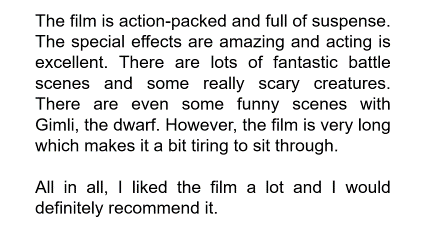 The film is action-packed and full of suspense.
The special effects are amazing and acting is
excellent. There are lots of fantastic battle
scenes and some really scary creatures.
There are even some funny scenes with
Gimli, the dwarf. However, the film is very long
which makes it a bit tiring to sit through.
All in all, I liked the film a lot and I would
definitely recommend it.